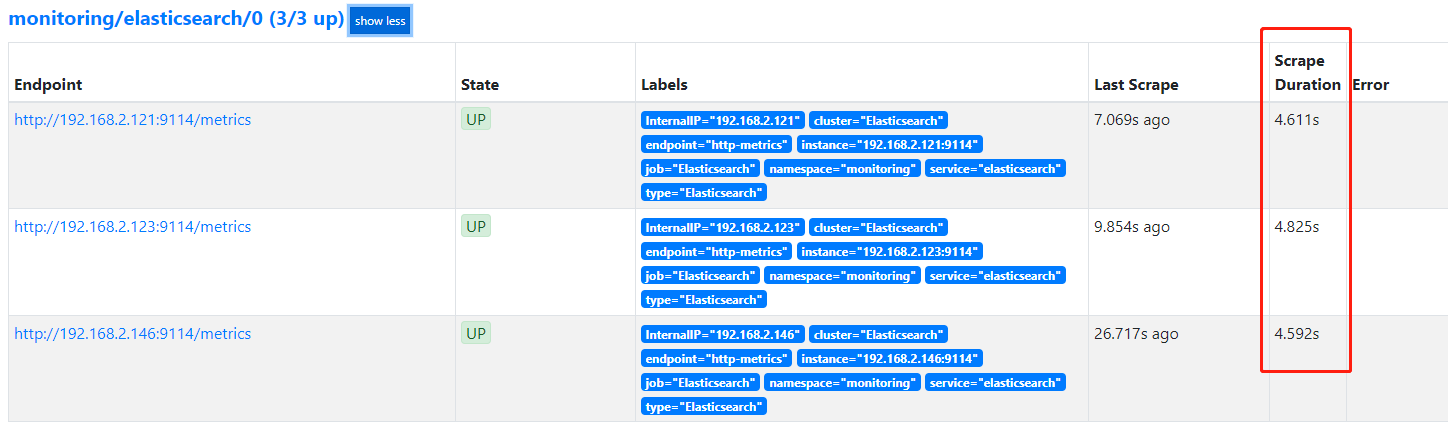 monitoring/elasticsearch/0 (3/3 up) show less
Endpoint State Labels Last Scrape Scrape Duration Error
http://192.168.2.121:9114/metrics UP InternalIP="192.168.2.121" cluster="Elasticsearch" 7.069s ago 4.611s
endpoint="http-metrics" instance="192.168.2.121:9114"
job="Elasticsearch" namespace="monitoring" service="elasticsearch"
type="Elasticsearch"
http://192.168.2.123:9114/metrics UP InternalIP="192.168.2.123" cluster="Elasticsearch" 9.854s ago 4.825s
endpoint="http-metrics" instance="192.168.2.123:9114"
job="Elasticsearch" namespace="monitoring" service="elasticsearch"
type="Elasticsearch"
http://192.168.2.146:9114/metrics UP InternalIP="192.168.2.146" cluster="Elasticsearch" 26.717s ago 4.592s
endpoint="http-metrics" instance="192.168.2.146:9114"
job="Elasticsearch" namespace="monitoring" service="elasticsearch"
type="Elasticsearch"